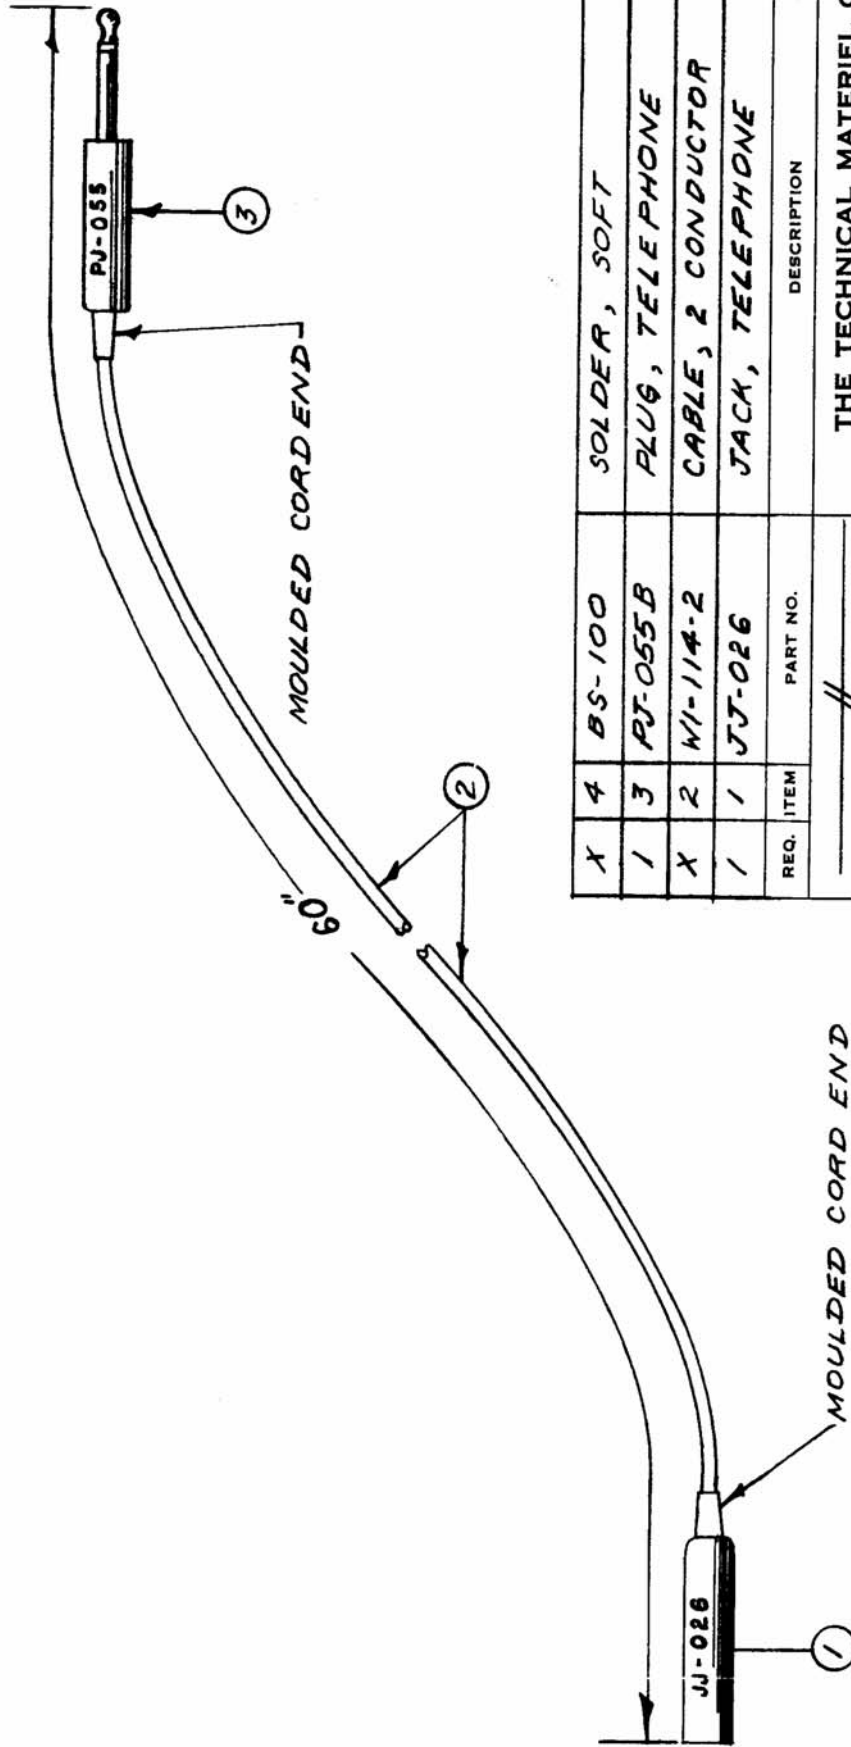 PJ-055
3
MOULDED CORD END
60"
2
JJ-026
1
MOULDED CORD END
X 4 BS-100 SOLDER, SOFT
1 3 PJ-055B PLUG, TELEPHONE
X 2 WI-114-2 CABLE, 2 CONDUCTOR
1 1 JJ-026 JACK, TELEPHONE
REQ. ITEM PART NO. DESCRIPTION
THE TECHNICAL MATERIEL